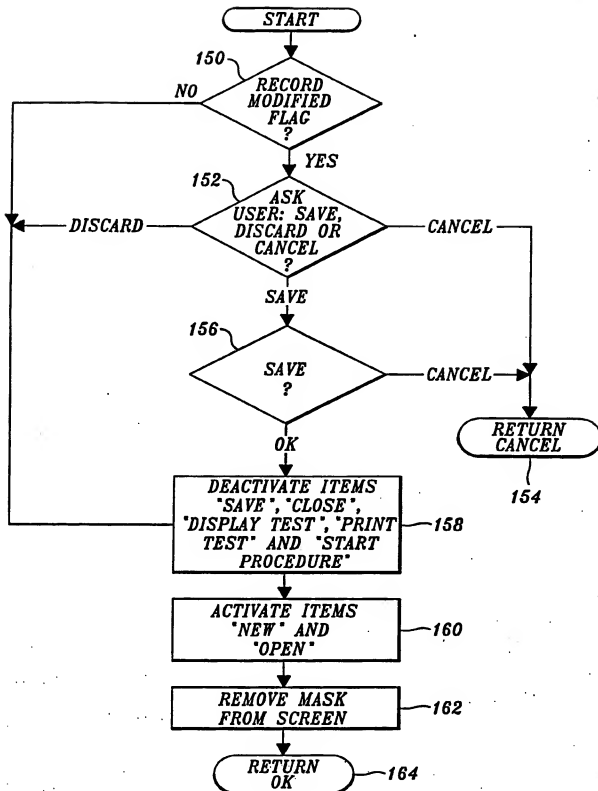 START
150
RECORD
MODIFIED
FLAG
?
NO
YES
152
ASK
USER: SAVE,
DISCARD OR
CANCEL
?
DISCARD
CANCEL
SAVE
156
SAVE
?
CANCEL
RETURN
CANCEL
154
OK
DEACTIVATE ITEMS
"SAVE", "CLOSE",
"DISPLAY TEST", "PRINT
TEST" AND "START
PROCEDURE"
158
ACTIVATE ITEMS
"NEW" AND
"OPEN"
160
REMOVE MASK
FROM SCREEN
162
RETURN
OK
164